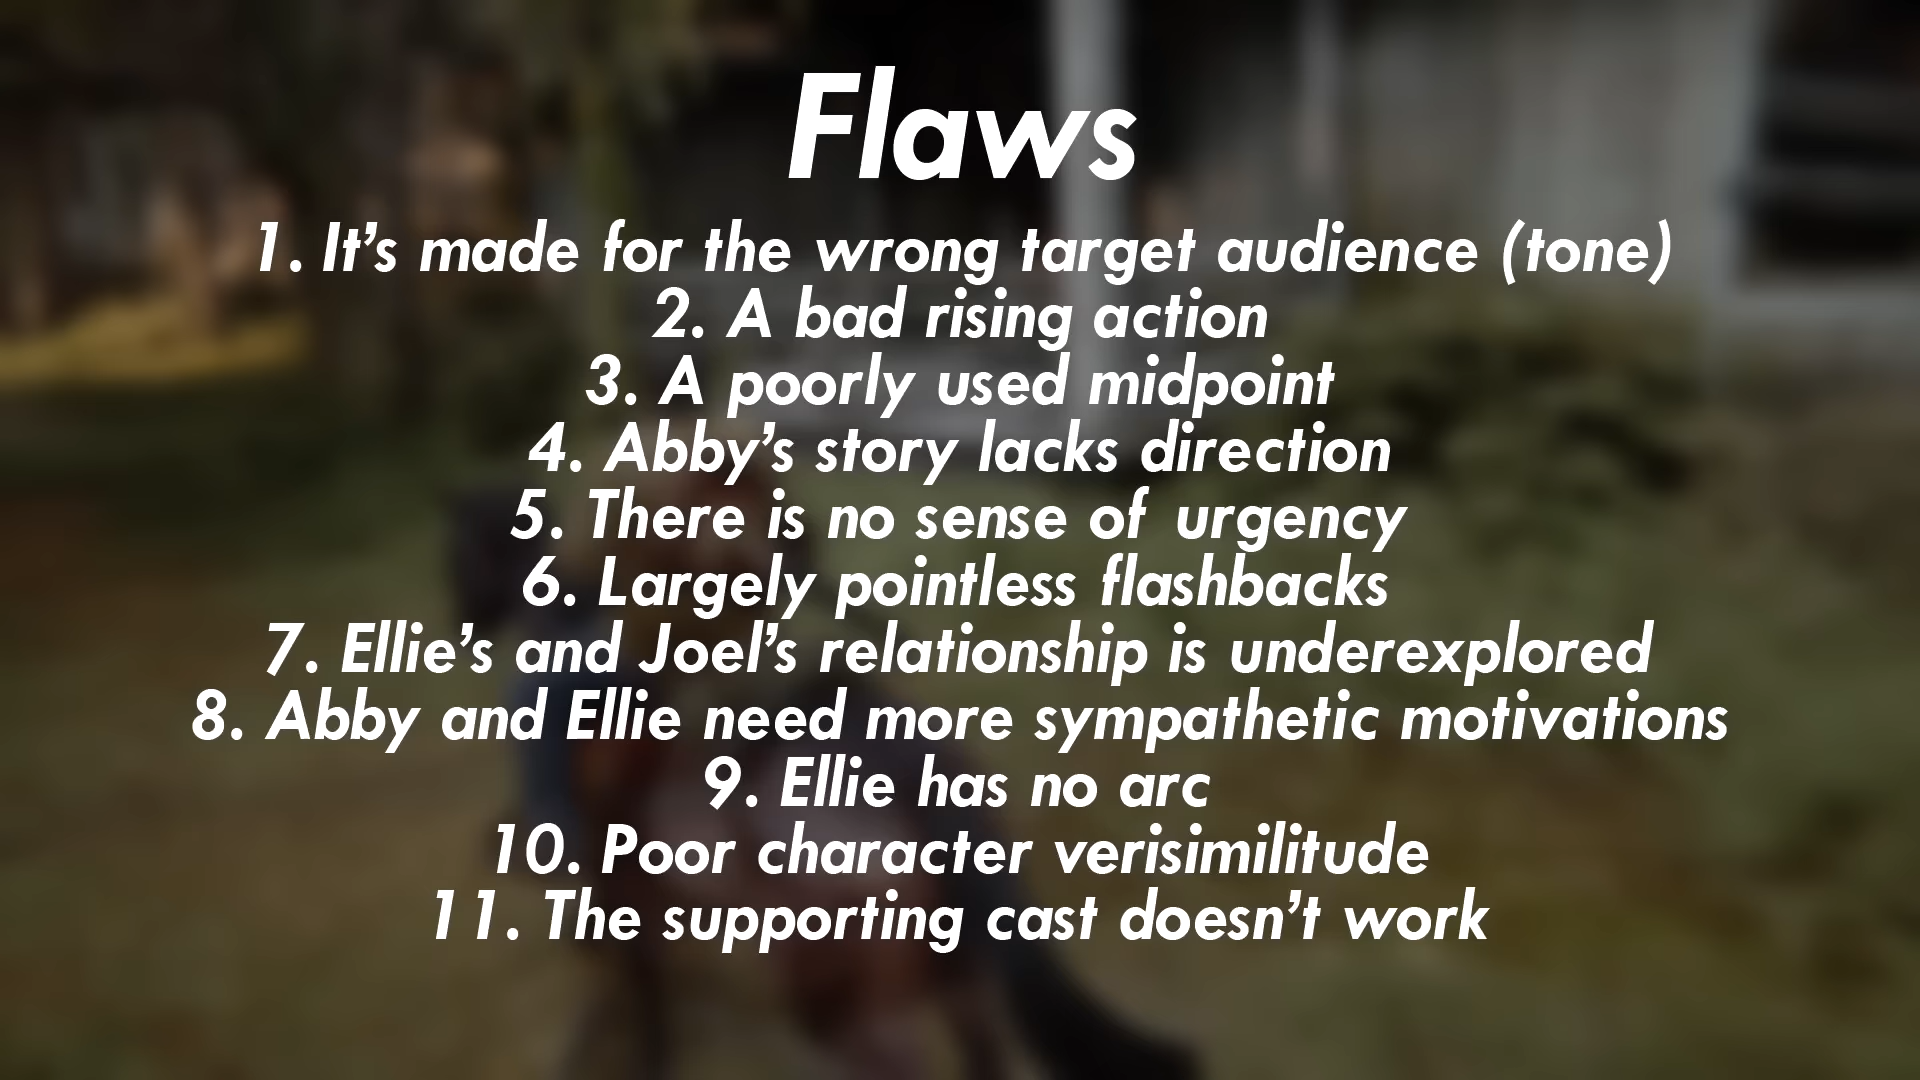 Flaws
1. It’s made for the wrong target audience (tone)
2. A bad rising action
3. A poorly used midpoint
4. Abby’s story lacks direction
5. There is no sense of urgency
6. Largely pointless flashbacks
7. Ellie’s and Joel’s relationship is underexplored
8. Abby and Ellie need more sympathetic motivations
9. Ellie has no arc
10. Poor character verisimilitude
11. The supporting cast doesn’t work